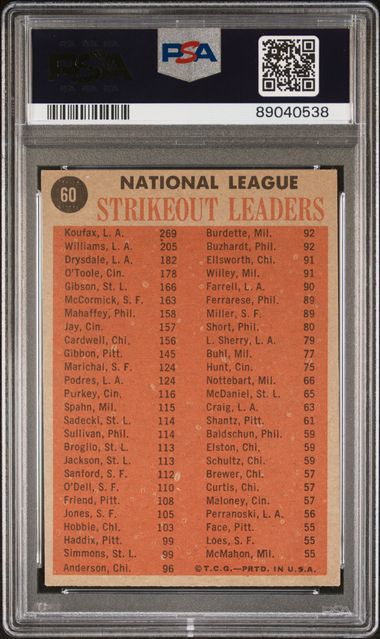 PSA
PSA
89040538
60
NATIONAL LEAGUE
STRIKEOUT LEADERS
Koufax, L. A. 269
Williams, L. A. 205
Drysdale, L. A. 182
O'Toole, Cin. 178
Gibson, St. L. 166
McCormick, S. F. 163
Mahaffey, Phil. 158
Jay, Cin. 157
Cardwell, Chi. 156
Gibbon, Pitt. 145
Marichal, S. F. 124
Podres, L. A. 124
Purkey, Cin. 116
Spahn, Mil. 115
Sadecki, St. L. 114
Sullivan, Phil. 114
Broglio, St. L. 113
Jackson, St. L. 113
Sanford, S. F. 112
O'Dell, S. F. 110
Friend, Pitt. 108
Jones, S. F. 105
Hobbie, Chi. 103
Haddix, Pitt. 99
Simmons, St. L. 99
Anderson, Chi. 96
Burdette, Mil. 92
Buzhardt, Phil. 92
Ellsworth, Chi. 91
Willey, Mil. 91
Farrell, L. A. 90
Ferrarese, Phil. 89
Miller, S. F. 89
Short, Phil. 80
L. Sherry, L. A. 79
Buhl, Mil. 77
Hunt, Cin. 75
Nottebart, Mil. 66
McDaniel, St. L. 65
Craig, L. A. 63
Shantz, Pitt. 61
Baldschun, Phil. 59
Elston, Chi. 59
Schultz, Chi. 59
Brewer, Chi. 57
Curtis, Chi. 57
Maloney, Cin. 57
Perranoski, L. A. 56
Face, Pitt. 55
Loes, S. F. 55
McMahon, Mil. 55
© T.C.G.—PRTD. IN U.S.A.